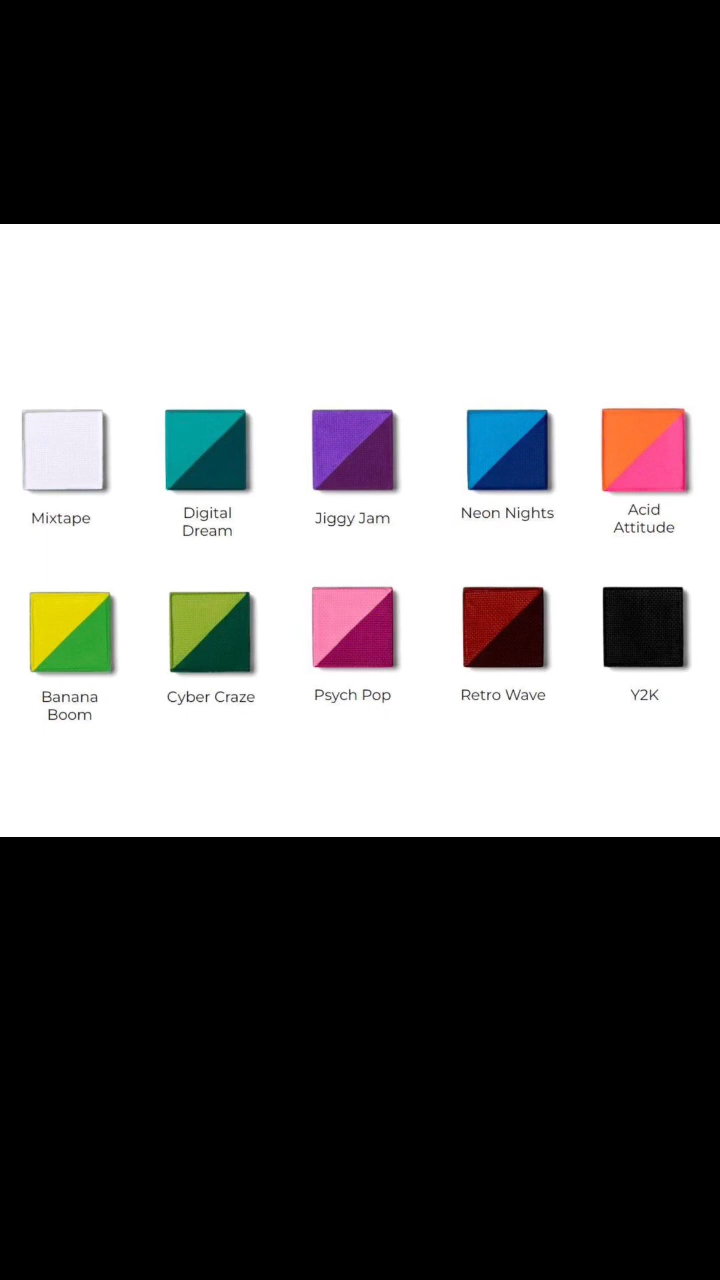 Mixtape
Digital
Dream
Jiggy Jam
Neon Nights
Acid
Attitude
Banana
Boom
Cyber Craze
Psych Pop
Retro Wave
Y2K